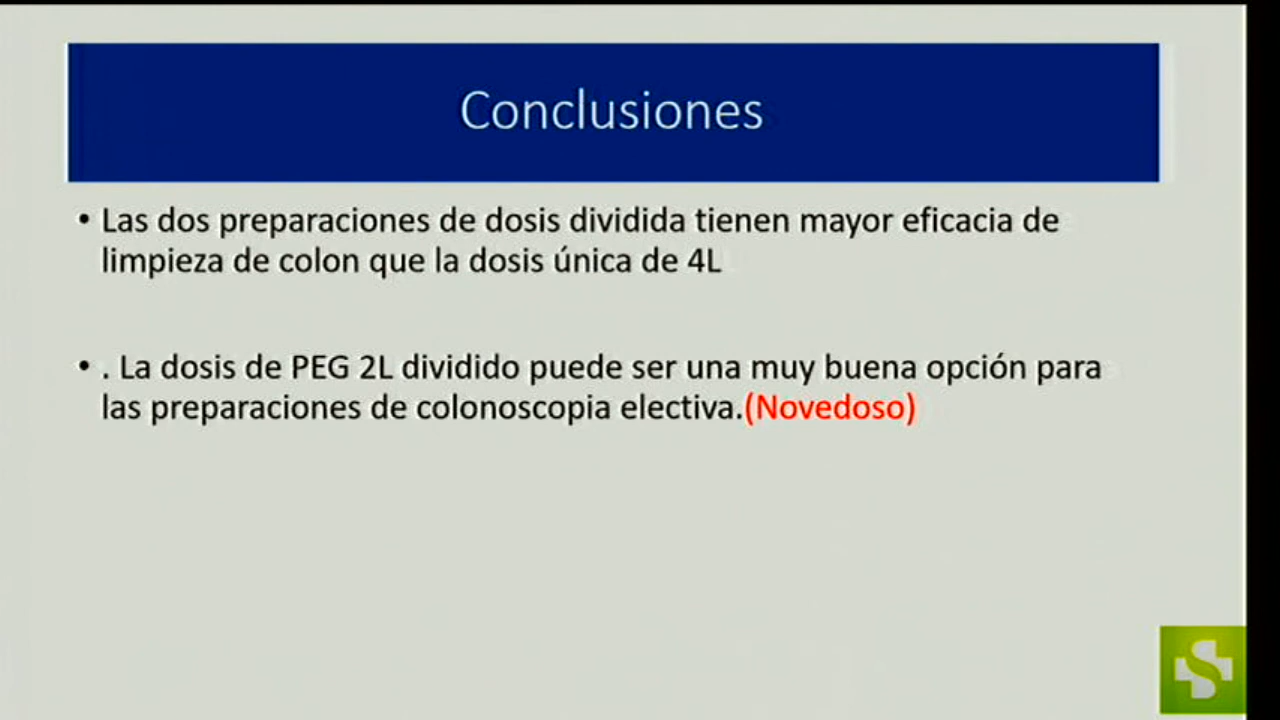 Conclusiones
• Las dos preparaciones de dosis dividida tienen mayor eficacia de
limpieza de colon que la dosis única de 4L
• . La dosis de PEG 2L dividido puede ser una muy buena opción para
las preparaciones de colonoscopia electiva.(Novedoso)
S